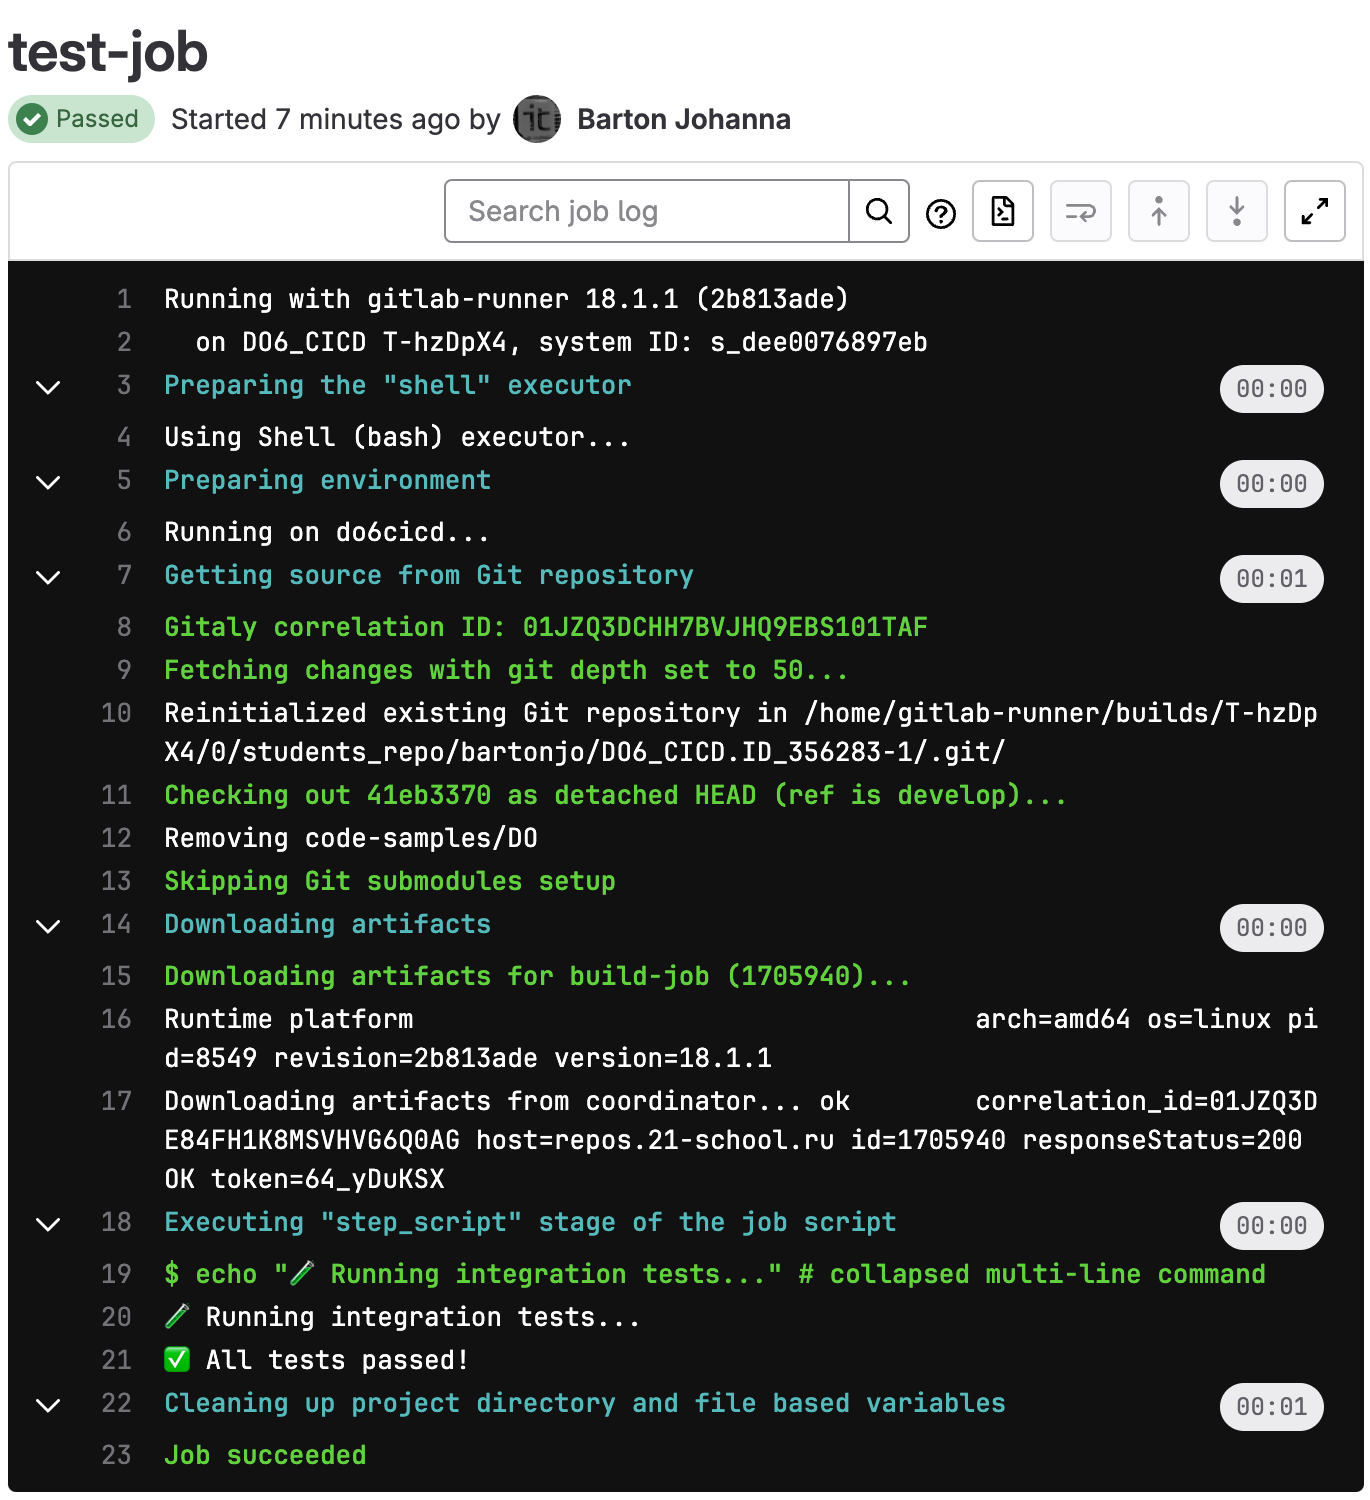 test-job
Passed Started 7 minutes ago by it Barton Johanna
Search job log
1 Running with gitlab-runner 18.1.1 (2b813ade)
2 on DO6_CICD T-hzDpX4, system ID: s_dee0076897eb
3 Preparing the "shell" executor 00:00
4 Using Shell (bash) executor...
5 Preparing environment 00:00
6 Running on do6cicd...
7 Getting source from Git repository 00:01
8 Gitaly correlation ID: 01JZQ3DCHH7BVJHQ9EBS101TAF
9 Fetching changes with git depth set to 50...
10 Reinitialized existing Git repository in /home/gitlab-runner/builds/T-hzDp
X4/0/students_repo/bartonjo/DO6_CICD.ID_356283-1/.git/
11 Checking out 41eb3370 as detached HEAD (ref is develop)...
12 Removing code-samples/DO
13 Skipping Git submodules setup
14 Downloading artifacts 00:00
15 Downloading artifacts for build-job (1705940)...
16 Runtime platform arch=amd64 os=linux pi
d=8549 revision=2b813ade version=18.1.1
17 Downloading artifacts from coordinator... ok correlation_id=01JZQ3D
E84FH1K8MSVHVG6Q0AG host=repos.21-school.ru id=1705940 responseStatus=200
OK token=64_yDuKSX
18 Executing "step_script" stage of the job script 00:00
19 $ echo "🧪 Running integration tests..." # collapsed multi-line command
20 🧪 Running integration tests...
21 ✅ All tests passed!
22 Cleaning up project directory and file based variables 00:01
23 Job succeeded